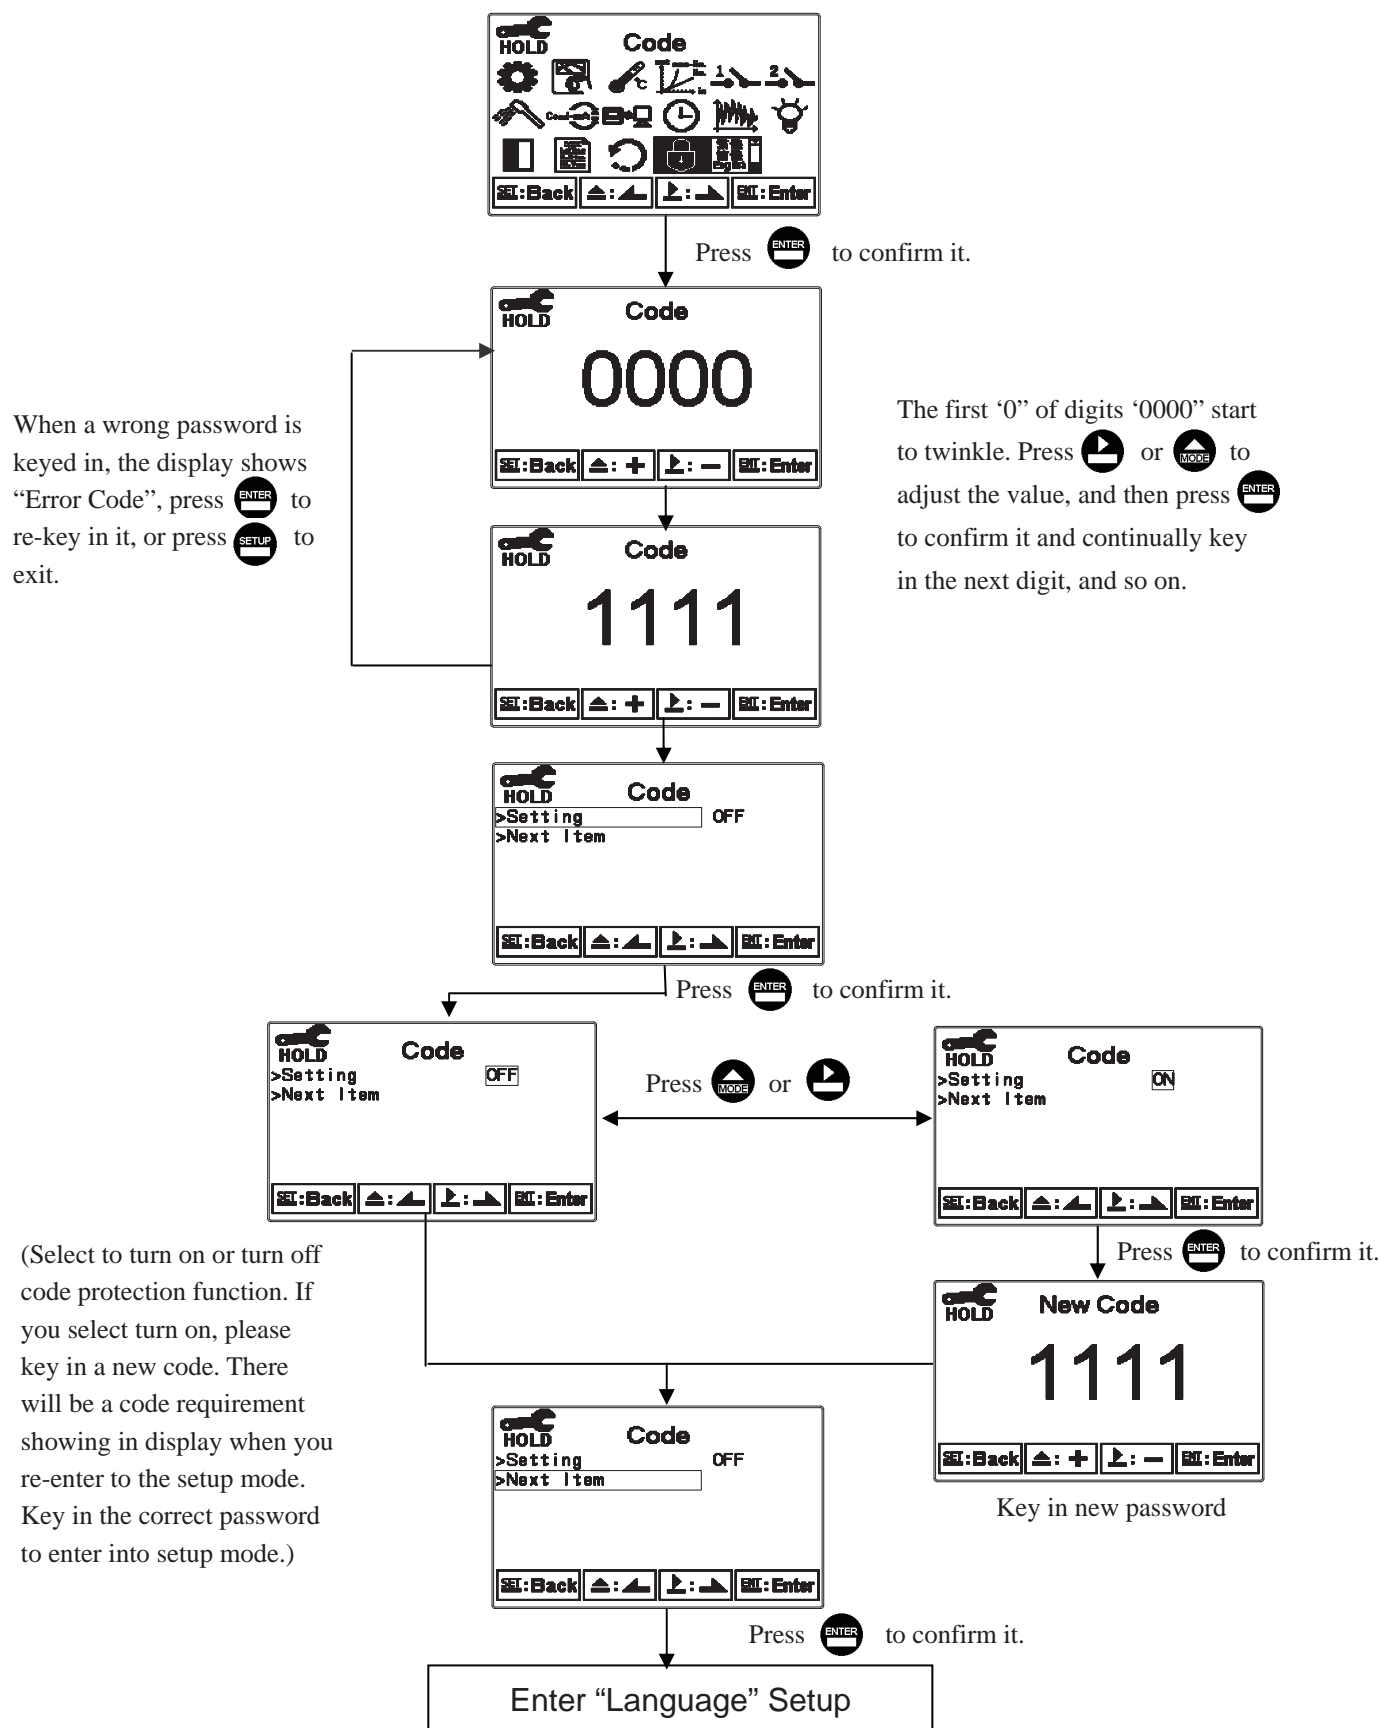 HOLD Code
1 2
°C
SET:Back : : ENT:Enter
Press ENTER to confirm it.
HOLD Code
0000
SET:Back : + : − ENT:Enter
When a wrong password is
keyed in, the display shows
“Error Code”, press ENTER to
re-key in it, or press SETUP to
exit.
The first ‘0” of digits ‘0000” start
to twinkle. Press or MODE to
adjust the value, and then press ENTER
to confirm it and continually key
in the next digit, and so on.
HOLD Code
1111
SET:Back : + : − ENT:Enter
HOLD Code
>Setting OFF
>Next Item
SET:Back : : ENT:Enter
Press ENTER to confirm it.
HOLD Code
>Setting OFF
>Next Item
SET:Back : : ENT:Enter
Press MODE or
HOLD Code
>Setting ON
>Next Item
SET:Back : : ENT:Enter
Press ENTER to confirm it.
(Select to turn on or turn off
code protection function. If
you select turn on, please
key in a new code. There
will be a code requirement
showing in display when you
re-enter to the setup mode.
Key in the correct password
to enter into setup mode.)
HOLD New Code
1111
SET:Back : + : − ENT:Enter
Key in new password
HOLD Code
>Setting OFF
>Next Item
SET:Back : : ENT:Enter
Press ENTER to confirm it.
Enter “Language” Setup